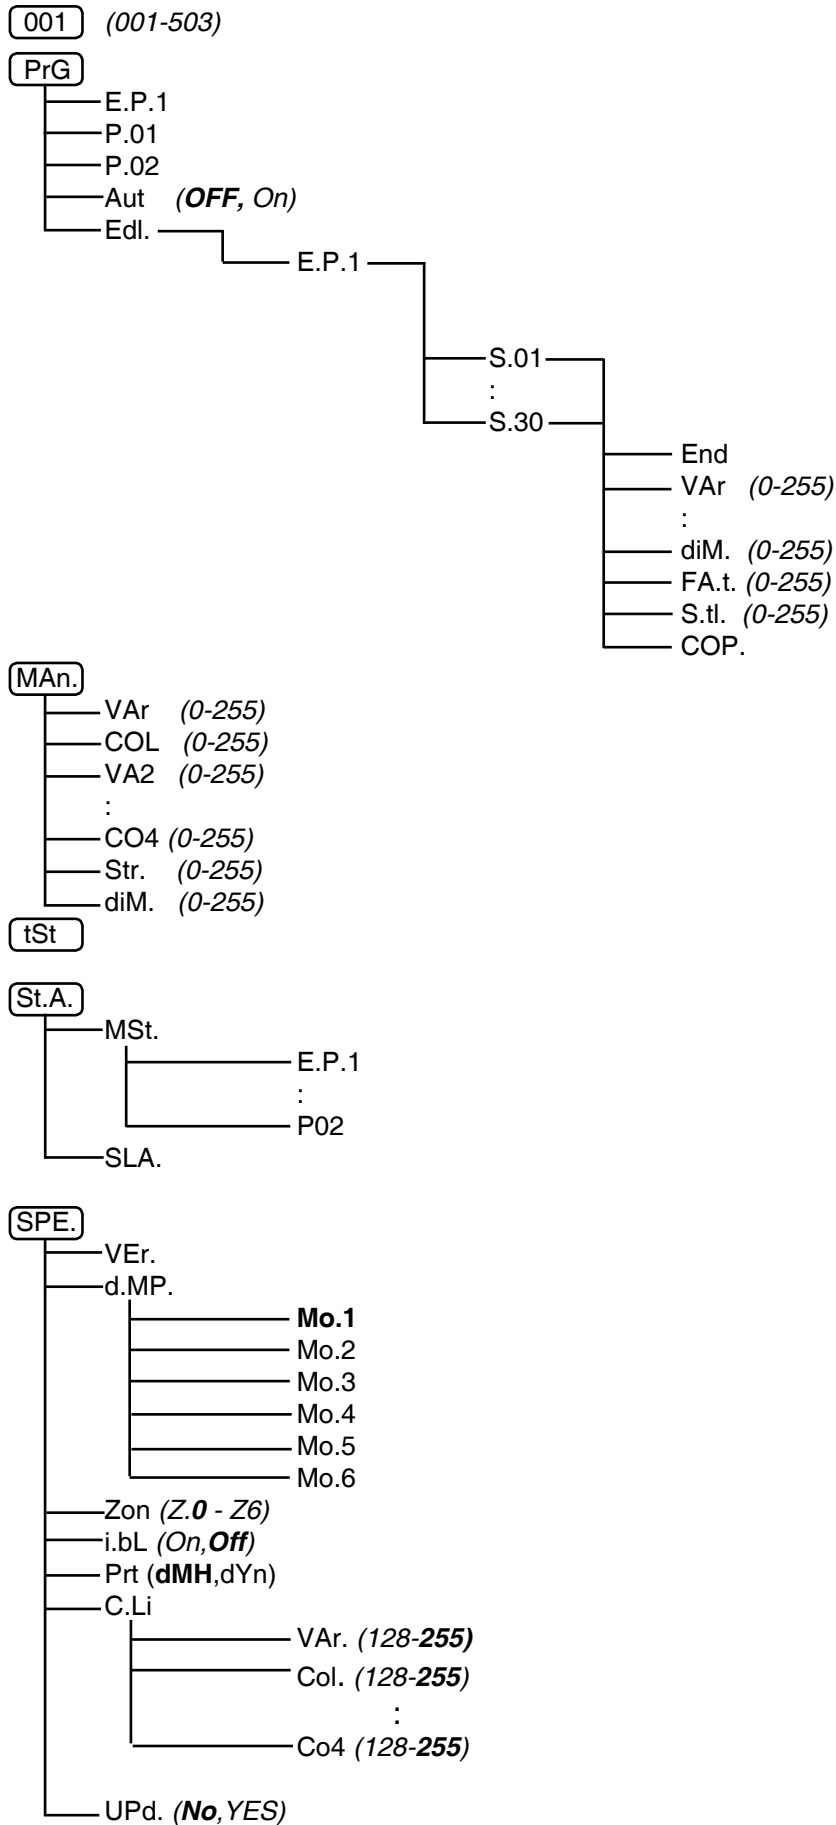 001 (001-503)
PrG
E.P.1
P.01
P.02
Aut (OFF, On)
Edl.
E.P.1
S.01
:
S.30
End
VAr (0-255)
:
diM. (0-255)
FA.t. (0-255)
S.tl. (0-255)
COP.
MAn.
VAr (0-255)
COL (0-255)
VA2 (0-255)
:
CO4 (0-255)
Str. (0-255)
diM. (0-255)
tSt
St.A.
MSt.
E.P.1
:
P02
SLA.
SPE.
VEr.
d.MP.
Mo.1
Mo.2
Mo.3
Mo.4
Mo.5
Mo.6
Zon (Z.0 - Z6)
i.bL (On,Off)
Prt (dMH,dYn)
C.Li
VAr. (128-255)
Col. (128-255)
:
Co4 (128-255)
UPd. (No,YES)